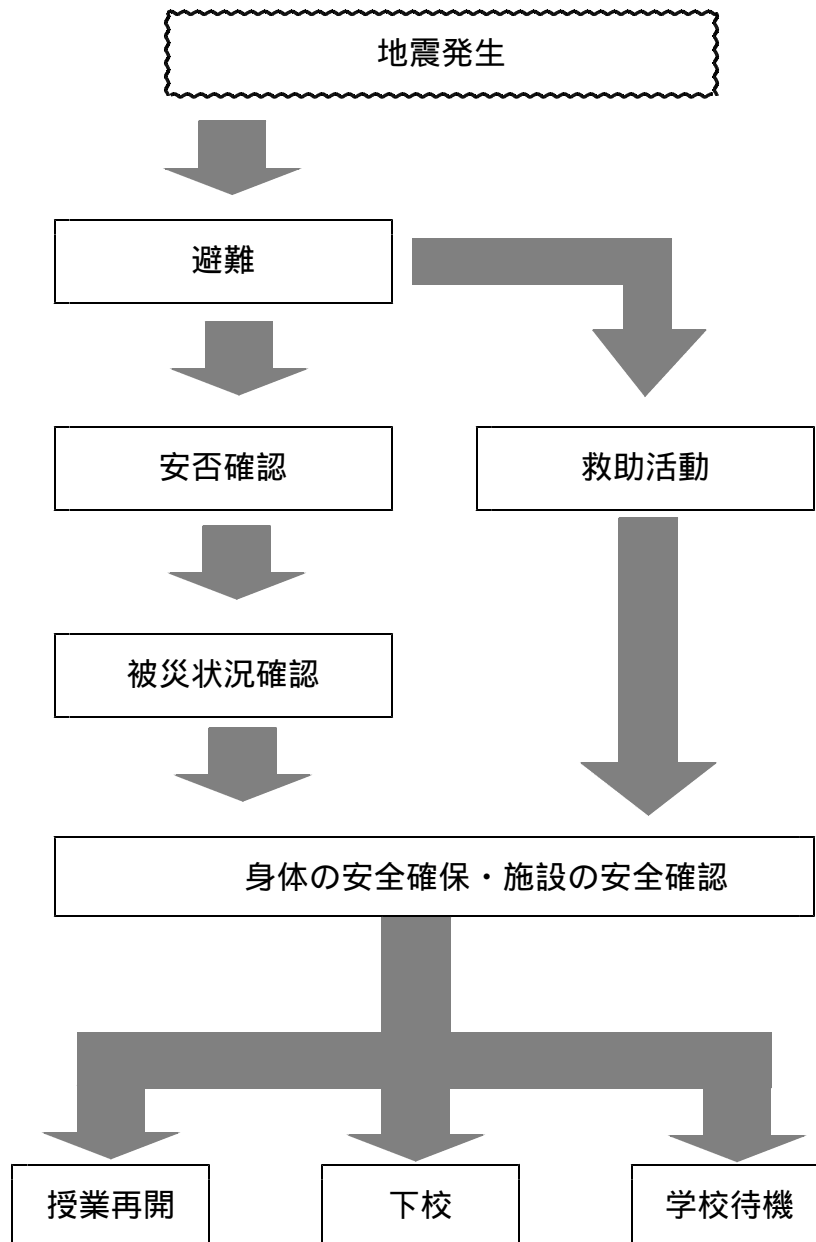 地震発生
避難
安否確認
救助活動
被災状況確認
身体の安全確保・施設の安全確認
授業再開
下校
学校待機